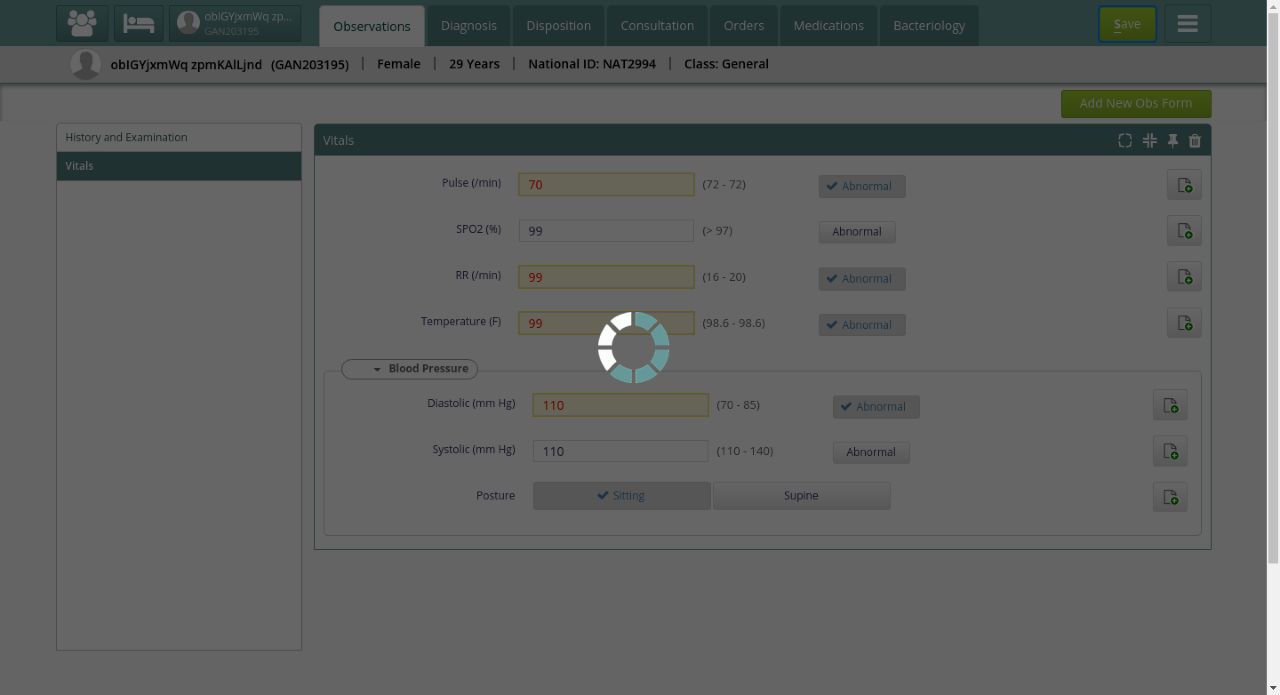 obIGYjxmWq zp...
GAN203195
Observations
Diagnosis
Disposition
Consultation
Orders
Medications
Bacteriology
Save
obIGYjxmWq zpmKAlLjnd (GAN203195) | Female | 29 Years | National ID: NAT2994 | Class: General
Add New Obs Form
History and Examination
Vitals
Vitals
Pulse (/min) 70 (72 - 72) Abnormal
SPO2 (%) 99 (> 97) Abnormal
RR (/min) 99 (16 - 20) Abnormal
Temperature (F) 99 (98.6 - 98.6) Abnormal
Blood Pressure
Diastolic (mm Hg) 110 (70 - 85) Abnormal
Systolic (mm Hg) 110 (110 - 140) Abnormal
Posture Sitting Supine